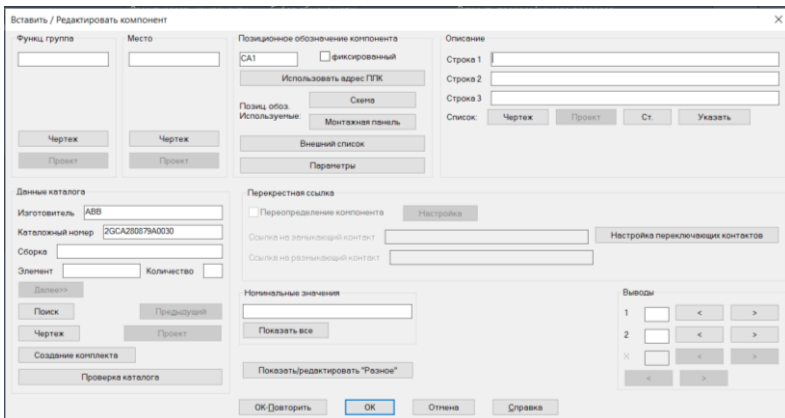 Вставить / Редактировать компонент
Функц. группа
Место
Позиционное обозначение компонента
Описание
CA1
фиксированный
Строка 1
Использовать адрес ПЛК
Строка 2
Позиц. обоз.
Используемые:
Схема
Строка 3
Монтажная панель
Список:
Чертеж
Проект
Ст.
Указать
Чертеж
Чертеж
Внешний список
Проект
Проект
Параметры
Данные каталога
Перекрестная ссылка
Изготовитель
ABB
Переопределение компонента
Настройка
Каталожный номер
2GCA280879A0030
Ссылка на замыкающий контакт
Настройка переключающих контактов
Сборка
Ссылка на размыкающий контакт
Элемент
Количество
Далее>>
Номинальные значения
Выводы
Поиск
Предыдущий
1
<
>
Чертеж
Проект
Показать все
2
<
>
Создание комплекта
X
<
>
Проверка каталога
Показать/редактировать "Разное"
<
>
OK-Повторить
OK
Отмена
Справка